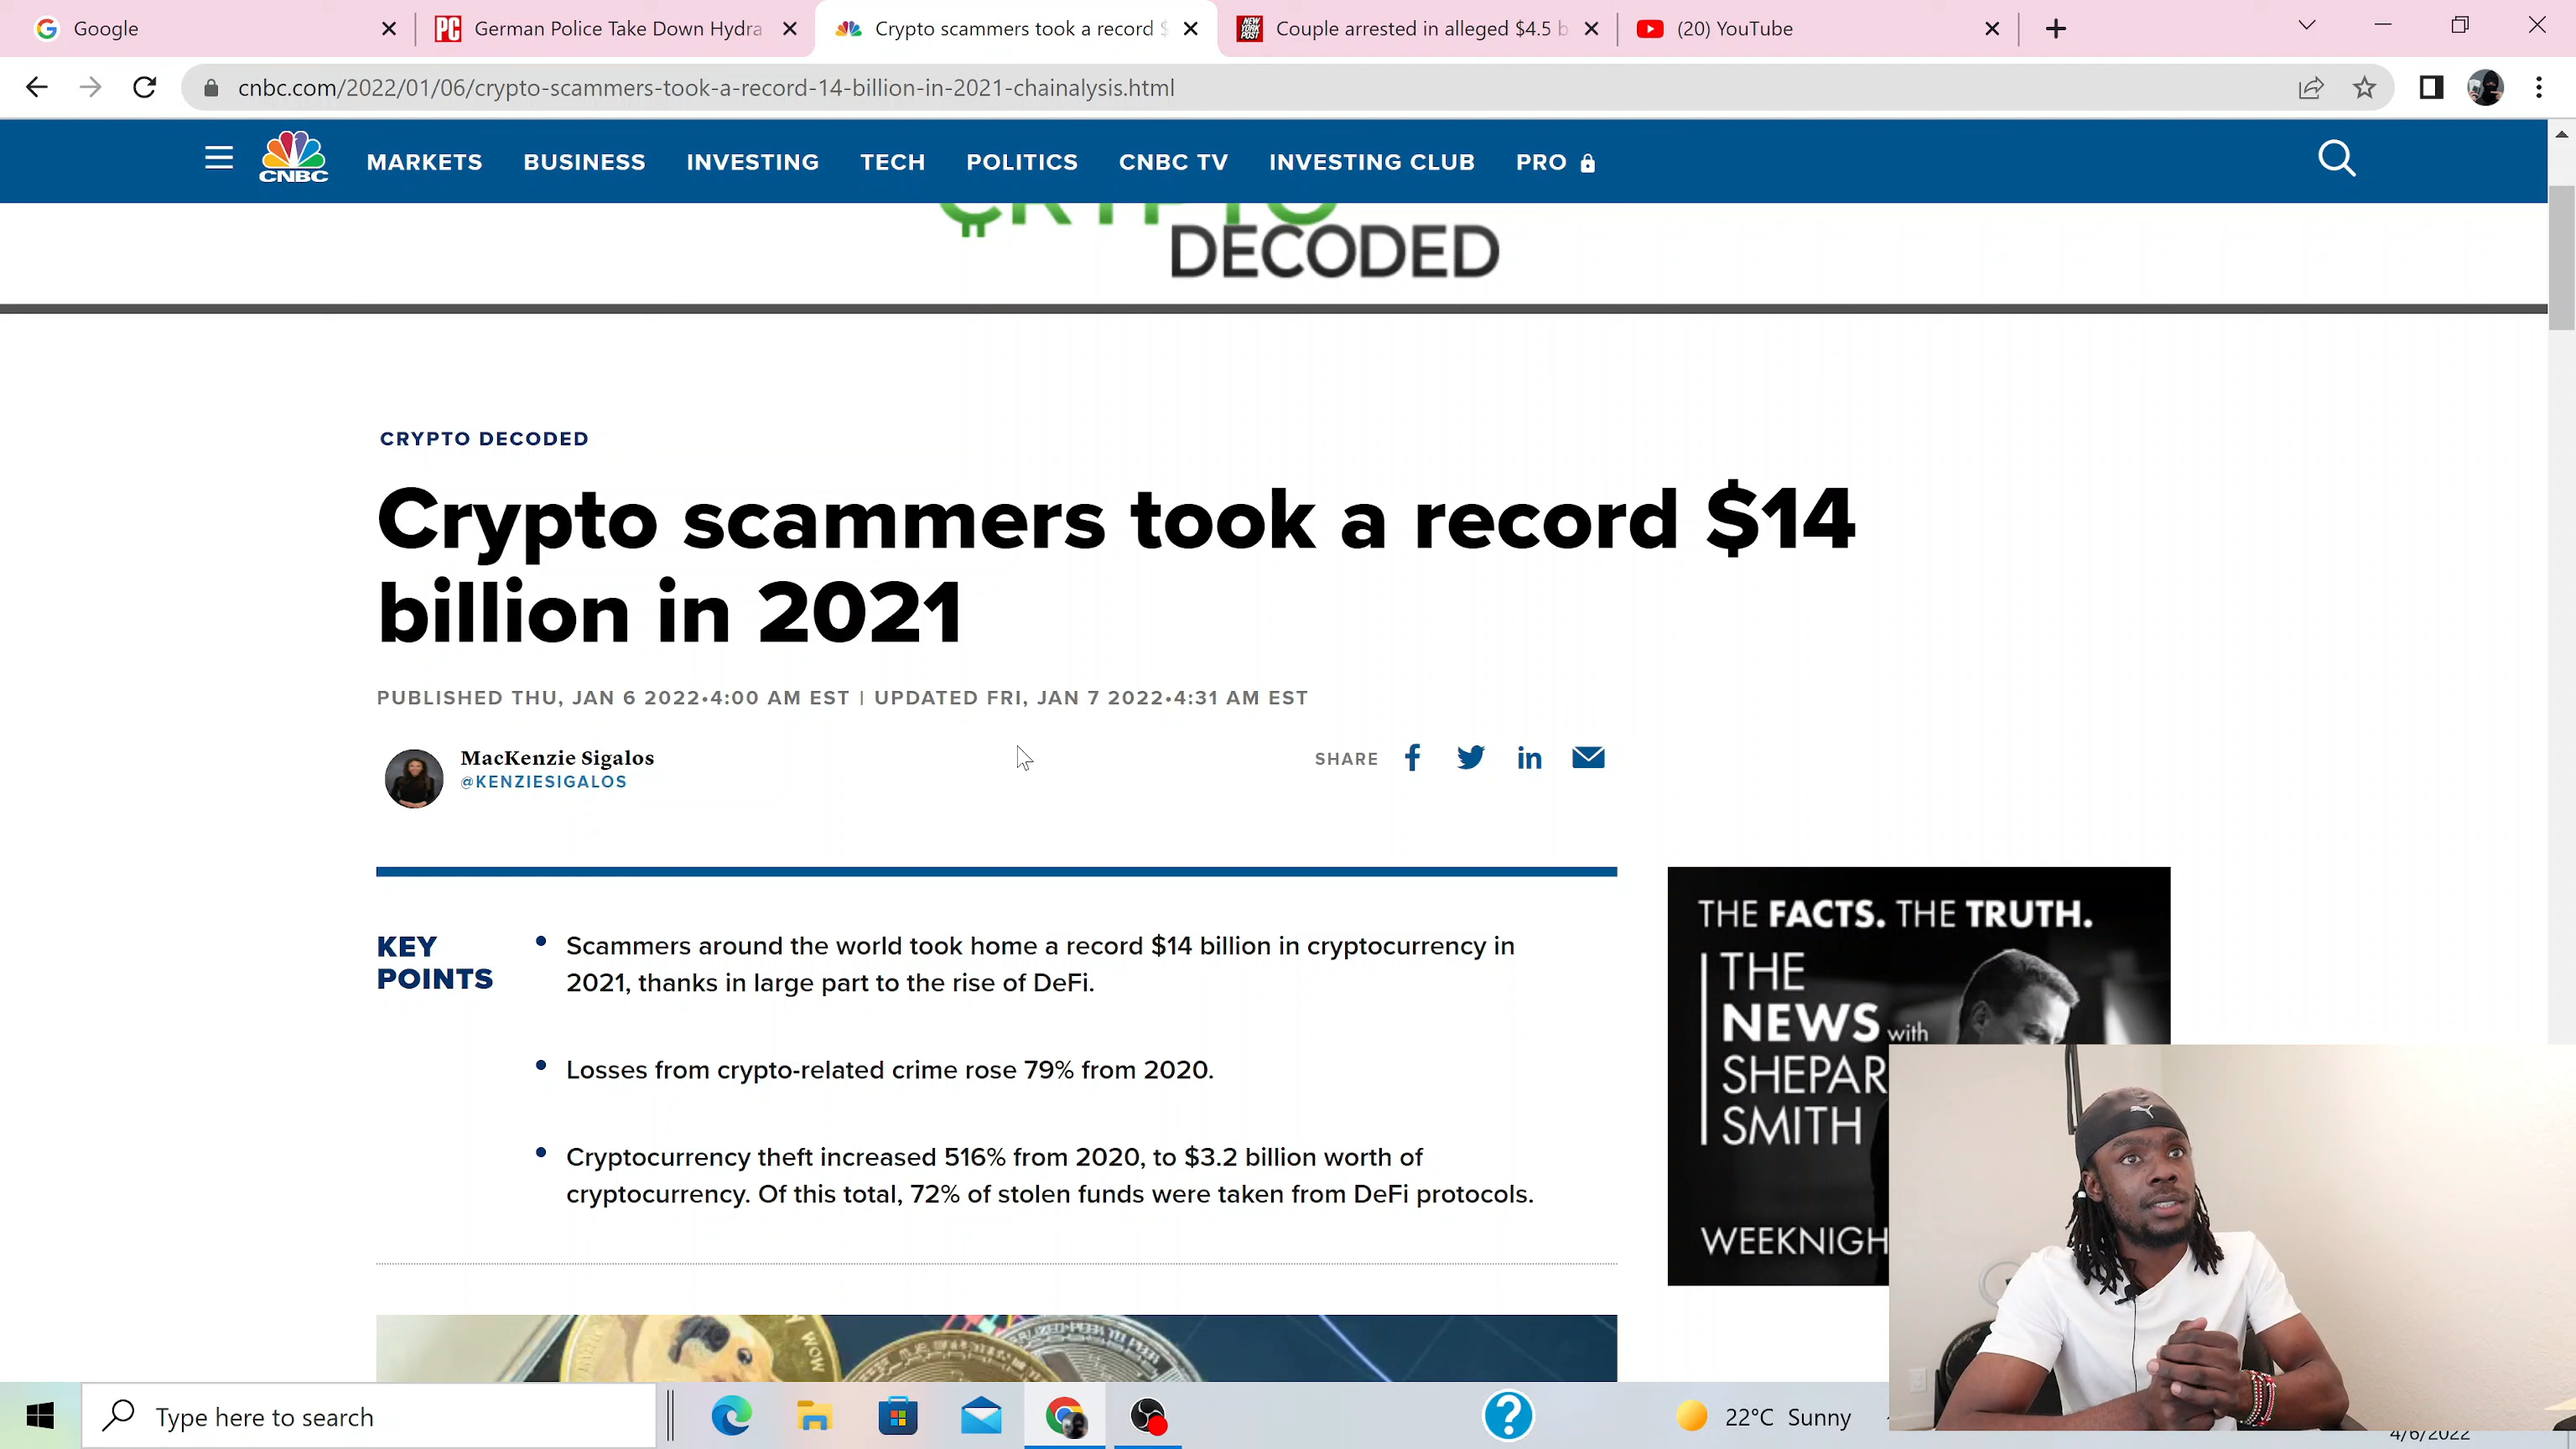 Google
German Police Take Down Hydra
Crypto scammers took a record $
Couple arrested in alleged $4.5 b
(20) YouTube
cnbc.com/2022/01/06/crypto-scammers-took-a-record-14-billion-in-2021-chainalysis.html
CNBC
MARKETS BUSINESS INVESTING TECH POLITICS CNBC TV INVESTING CLUB PRO
CRYPTO
DECODED
CRYPTO DECODED
Crypto scammers took a record $14
billion in 2021
PUBLISHED THU, JAN 6 2022•4:00 AM EST | UPDATED FRI, JAN 7 2022•4:31 AM EST
MacKenzie Sigalos
@KENZIESIGALOS
SHARE
KEY
POINTS
Scammers around the world took home a record $14 billion in cryptocurrency in
2021, thanks in large part to the rise of DeFi.
Losses from crypto-related crime rose 79% from 2020.
Cryptocurrency theft increased 516% from 2020, to $3.2 billion worth of
cryptocurrency. Of this total, 72% of stolen funds were taken from DeFi protocols.
THE FACTS. THE TRUTH.
THE
NEWS with
SHEPAR
SMITH
WEEKNIGH
WOW
Type here to search
22°C Sunny
4/6/2022